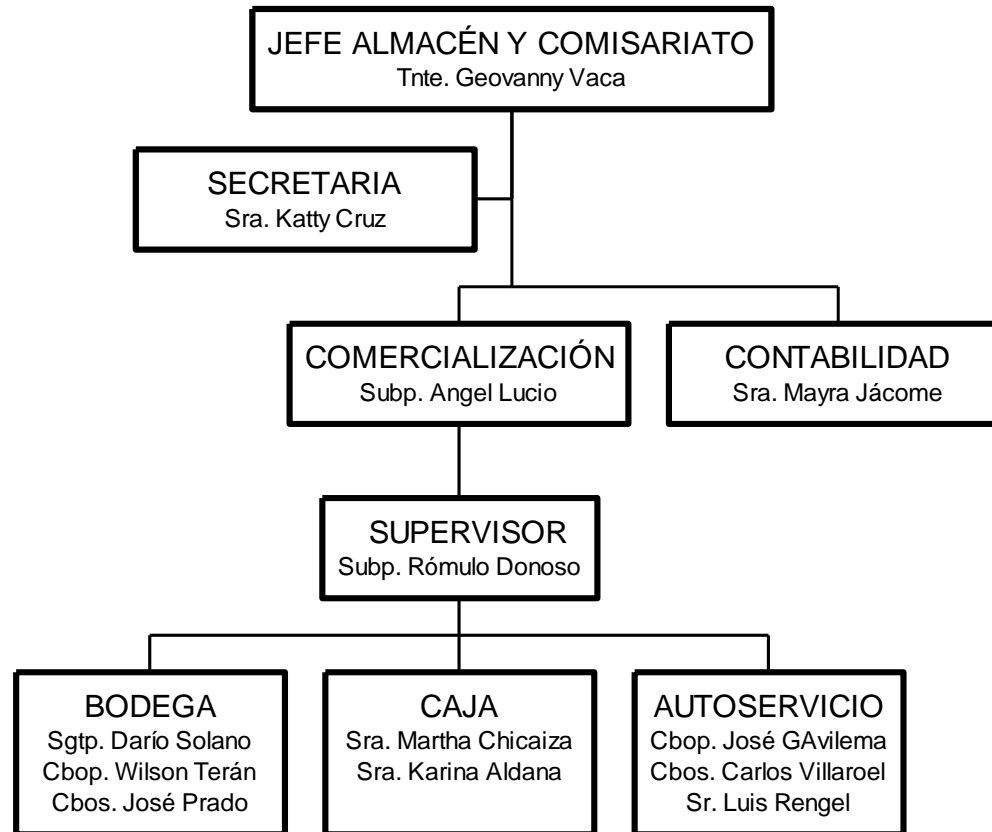 JEFE ALMACÉN Y COMISARIATO
Tnte. Geovanny Vaca
SECRETARIA
Sra. Katty Cruz
COMERCIALIZACIÓN
Subp. Angel Lucio
CONTABILIDAD
Sra. Mayra Jácome
SUPERVISOR
Subp. Rómulo Donoso
BODEGA
Sgtp. Darío Solano
Cbop. Wilson Terán
Cbos. José Prado
CAJA
Sra. Martha Chicaiza
Sra. Karina Aldana
AUTOSERVICIO
Cbop. José GAvilema
Cbos. Carlos Villaroel
Sr. Luis Rengel